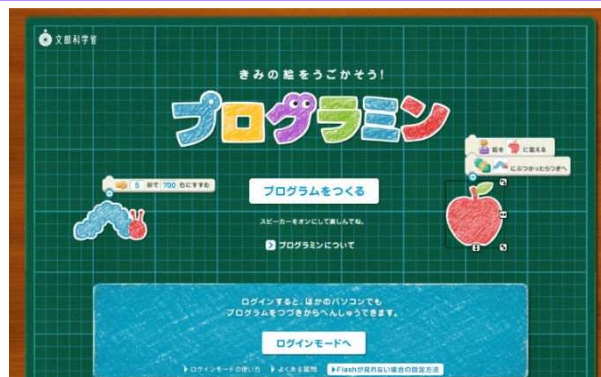 文部科学省
きみの絵をうごかそう!
プログラミン
絵を に変える
にぶつかったらつぎへ
5 秒で 700 右にすすむ
プログラムをつくる
スピーカーをオンにして楽しんでね。
プログラミンについて
ログインすると、ほかのパソコンでも
プログラムをつづきからへんしゅうできます。
ログインモードへ
ログインモードの使い方 よくある質問 Flashが見れない場合の設定方法